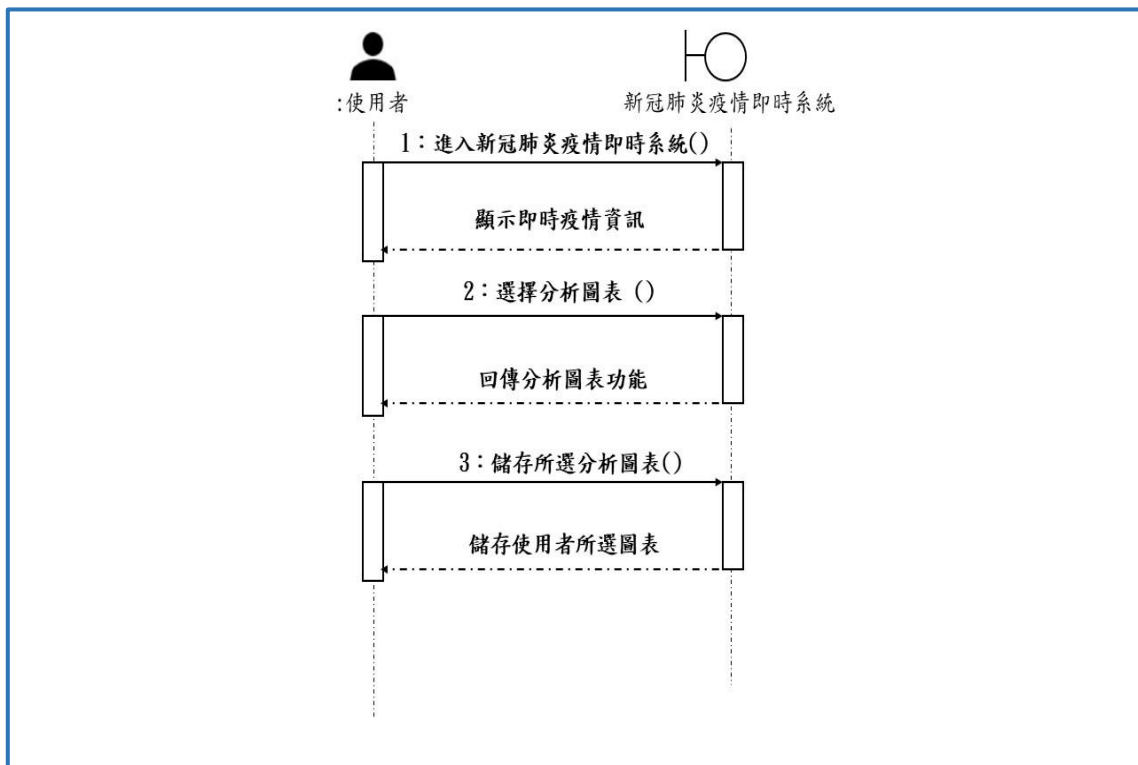 :使用者
新冠肺炎疫情即時系統
1：進入新冠肺炎疫情即時系統()
顯示即時疫情資訊
2：選擇分析圖表 ()
回傳分析圖表功能
3：儲存所選分析圖表()
儲存使用者所選圖表